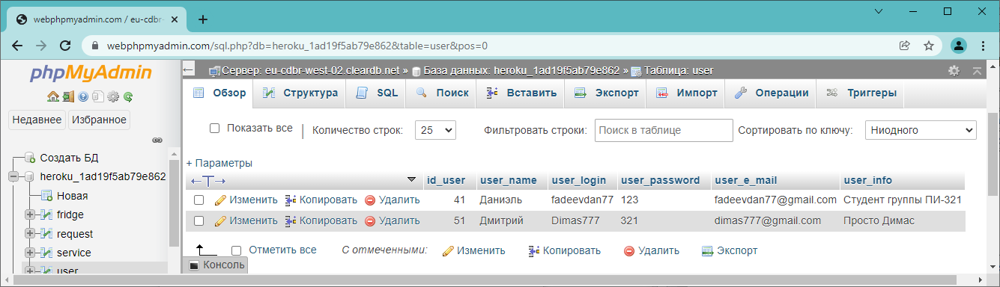 webphpmyadmin.com / eu-cdbr-
webphpmyadmin.com/sql.php?db=heroku_1ad19f5ab79e862&table=user&pos=0
phpMyAdmin
Недавнее Избранное
Создать БД
heroku_1ad19f5ab79e862
Новая
fridge
request
service
user
Сервер: eu-cdbr-west-02.cleardb.net » База данных: heroku_1ad19f5ab79e862 » Таблица: user
Обзор Структура SQL Поиск Вставить Экспорт Импорт Операции Триггеры
Показать все | Количество строк: 25 Фильтровать строки: Поиск в таблице Сортировать по ключу: Ниодного
+ Параметры
←T→ id_user user_name user_login user_password user_e_mail user_info
Изменить Копировать Удалить 41 Даниэль fadeevdan77 123 fadeevdan77@gmail.com Студент группы ПИ-321
Изменить Копировать Удалить 51 Дмитрий Dimas777 321 dimas777@gmail.com Просто Димас
Отметить все С отмеченными: Изменить Копировать Удалить Экспорт
Консоль